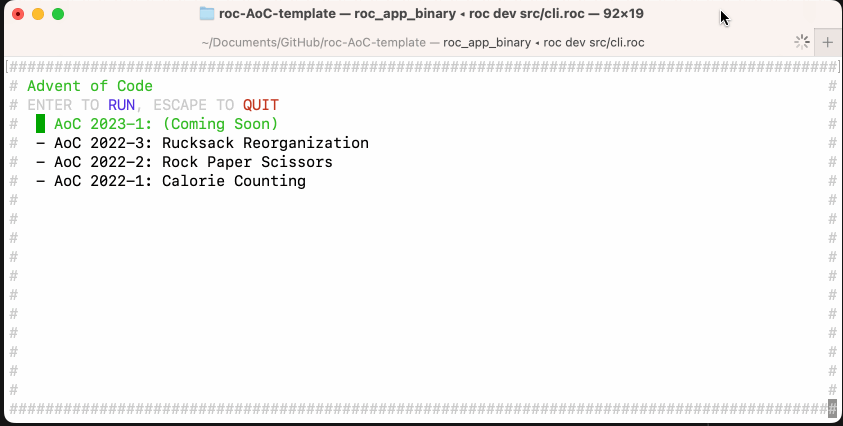 roc-AoC-template — roc_app_binary ◂ roc dev src/cli.roc — 92×19
~/Documents/GitHub/roc-AoC-template — roc_app_binary ◂ roc dev src/cli.roc +
[############################################################################################]
# Advent of Code #
# ENTER TO RUN, ESCAPE TO QUIT #
# AoC 2023-1: (Coming Soon) #
# - AoC 2022-3: Rucksack Reorganization #
# - AoC 2022-2: Rock Paper Scissors #
# - AoC 2022-1: Calorie Counting #
# #
# #
# #
# #
# #
# #
# #
# #
# #
# #
# #
############################################################################################